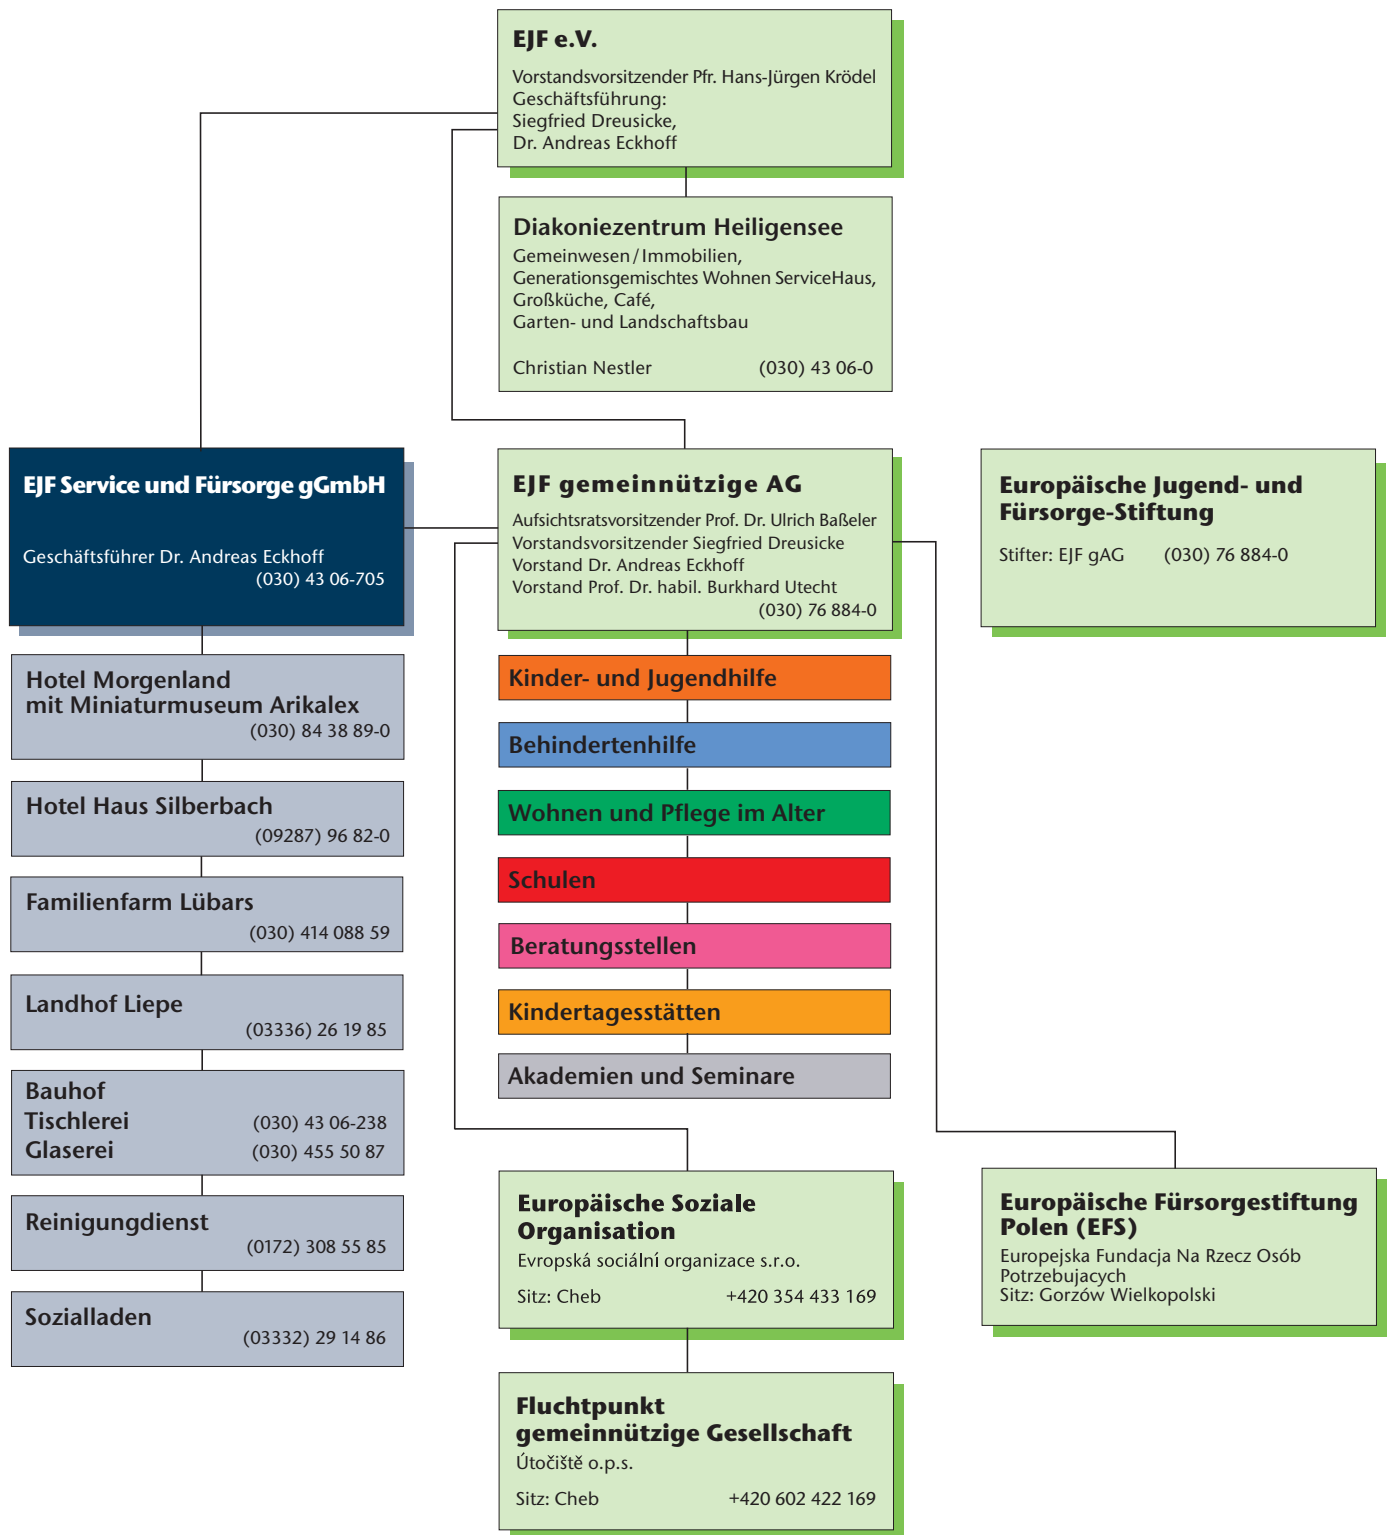 EJF e.V.
Vorstandsvorsitzender Pfr. Hans-Jürgen Krödel
Geschäftsführung:
Siegfried Dreusicke,
Dr. Andreas Eckhoff
Diakoniezentrum Heiligensee
Gemeinwesen/Immobilien,
Generationsgemischtes Wohnen ServiceHaus,
Großküche, Café,
Garten- und Landschaftsbau
Christian Nestler (030) 43 06-0
EJF Service und Fürsorge gGmbH
Geschäftsführer Dr. Andreas Eckhoff
(030) 43 06-705
Hotel Morgenland
mit Miniaturmuseum Arikalex
(030) 84 38 89-0
Hotel Haus Silberbach
(09287) 96 82-0
Familienfarm Lübars
(030) 414 088 59
Landhof Liepe
(03336) 26 19 85
Bauhof
Tischlerei (030) 43 06-238
Glaserei (030) 455 50 87
Reinigungdienst
(0172) 308 55 85
Sozialladen
(03332) 29 14 86
EJF gemeinnützige AG
Aufsichtsratsvorsitzender Prof. Dr. Ulrich Baßeler
Vorstandsvorsitzender Siegfried Dreusicke
Vorstand Dr. Andreas Eckhoff
Vorstand Prof. Dr. habil. Burkhard Utecht
(030) 76 884-0
Kinder- und Jugendhilfe
Behindertenhilfe
Wohnen und Pflege im Alter
Schulen
Beratungsstellen
Kindertagesstätten
Akademien und Seminare
Europäische Soziale
Organisation
Evropská sociální organizace s.r.o.
Sitz: Cheb +420 354 433 169
Fluchtpunkt
gemeinnützige Gesellschaft
Útočiště o.p.s.
Sitz: Cheb +420 602 422 169
Europäische Jugend- und
Fürsorge-Stiftung
Stifter: EJF gAG (030) 76 884-0
Europäische Fürsorgestiftung
Polen (EFS)
Europejska Fundacja Na Rzecz Osób
Potrzebujacych
Sitz: Gorzów Wielkopolski